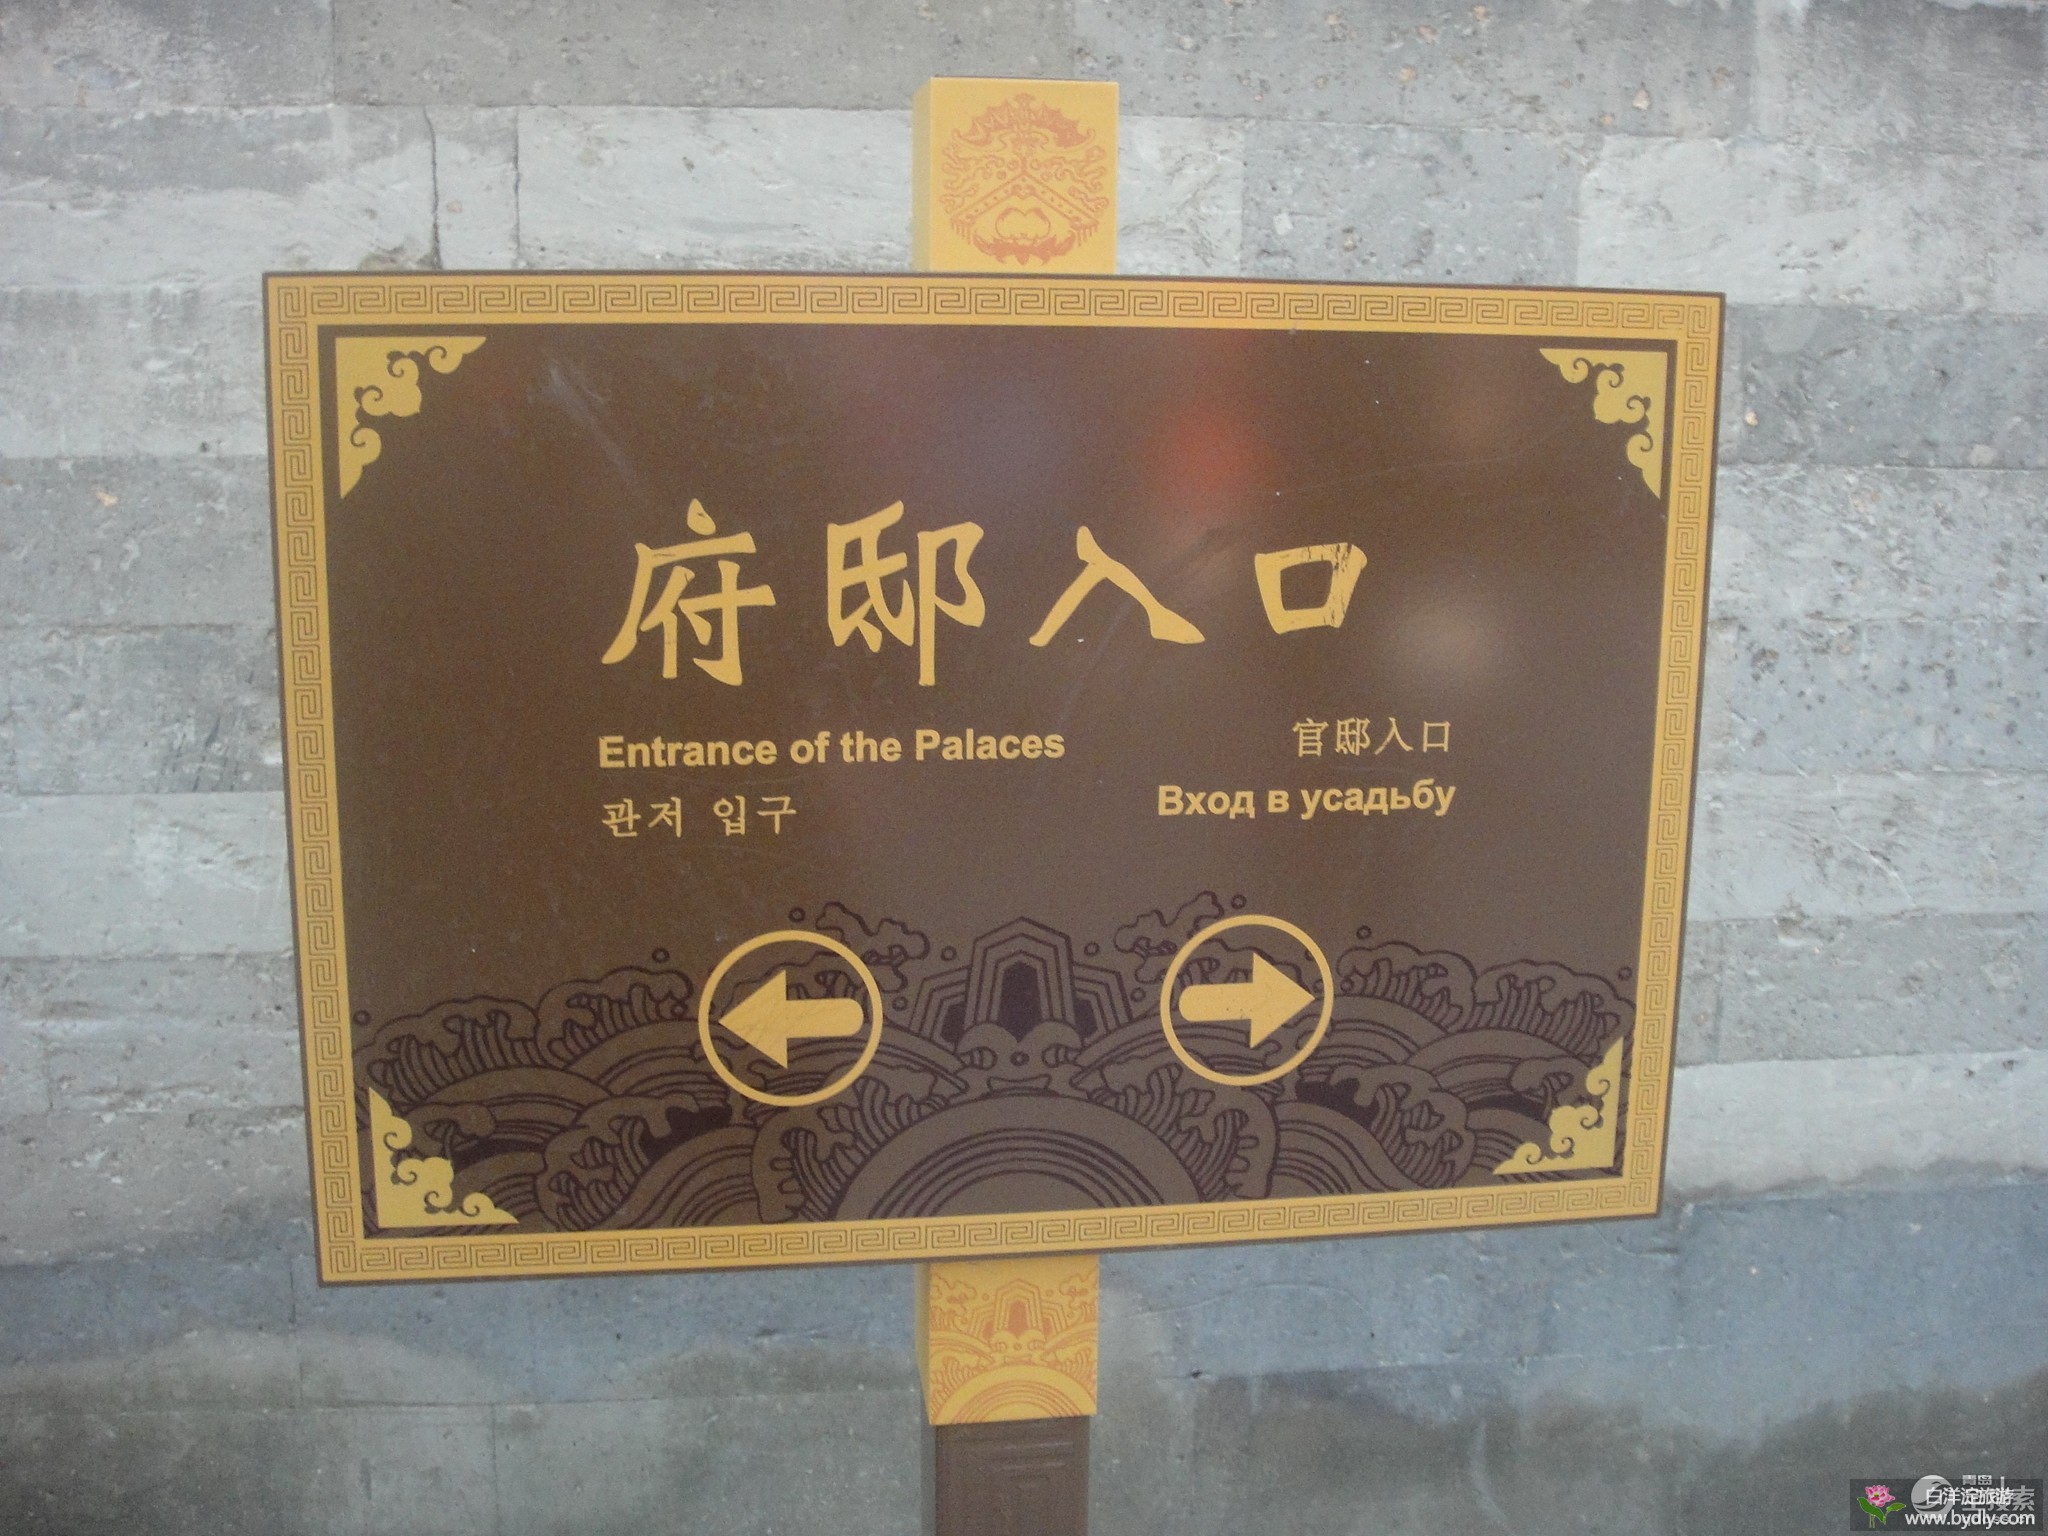 府邸入口
Entrance of the Palaces
官邸入口
관저 입구
Вход в усадьбу
白洋淀旅游
www.bydly.com